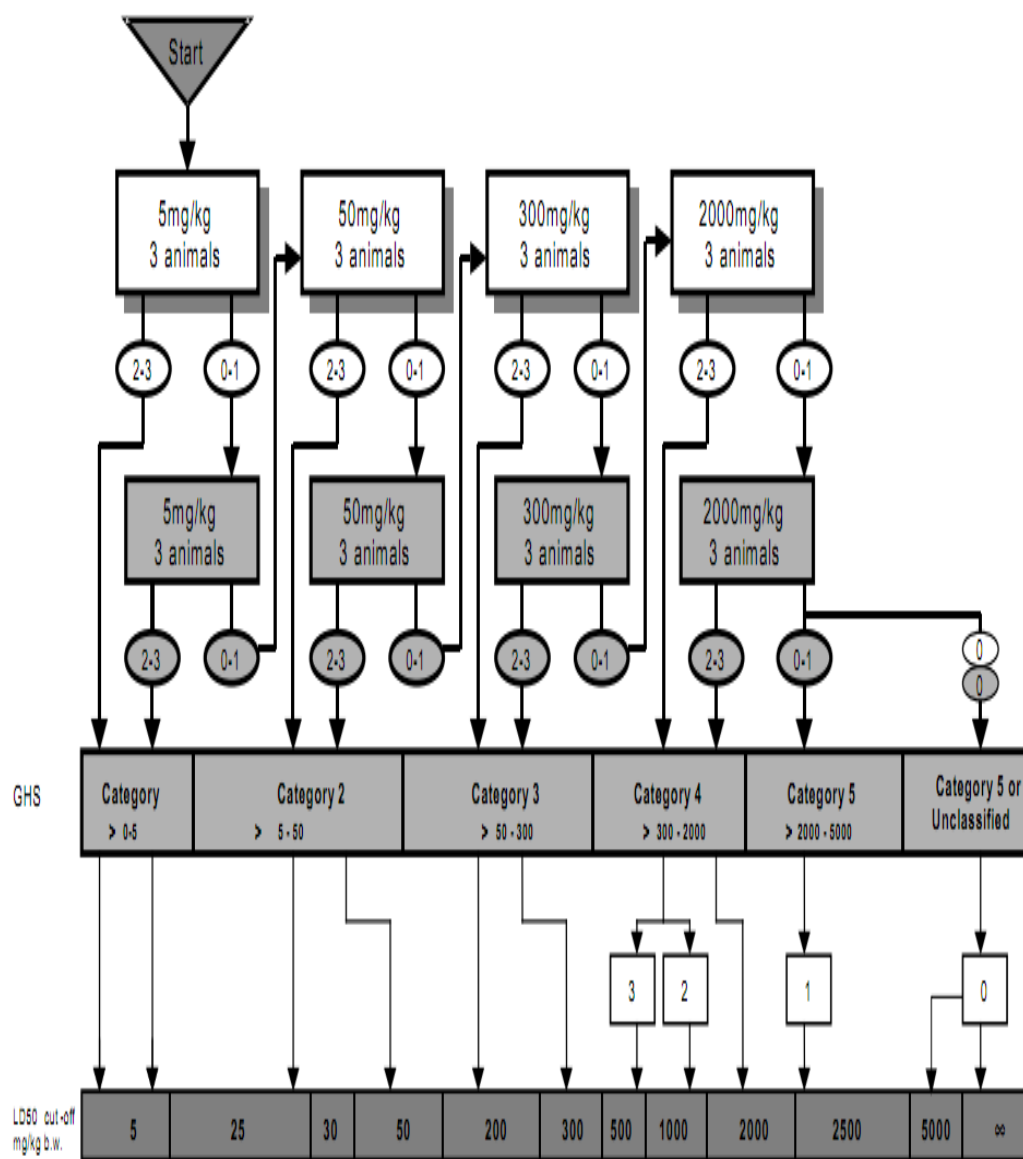 Start
5mg/kg
3 animals
50mg/kg
3 animals
300mg/kg
3 animals
2000mg/kg
3 animals
2-3
0-1
2-3
0-1
2-3
0-1
2-3
0-1
5mg/kg
3 animals
50mg/kg
3 animals
300mg/kg
3 animals
2000mg/kg
3 animals
2-3
0-1
2-3
0-1
2-3
0-1
2-3
0-1
0
0
GHS
Category
> 0-5
Category 2
> 5 - 50
Category 3
> 50 - 300
Category 4
> 300 - 2000
Category 5
> 2000 - 5000
Category 5 or
Unclassified
3
2
1
0
LD50 cut-off
mg/kg b.w.
5
25
30
50
200
300
500
1000
2000
2500
5000
∞